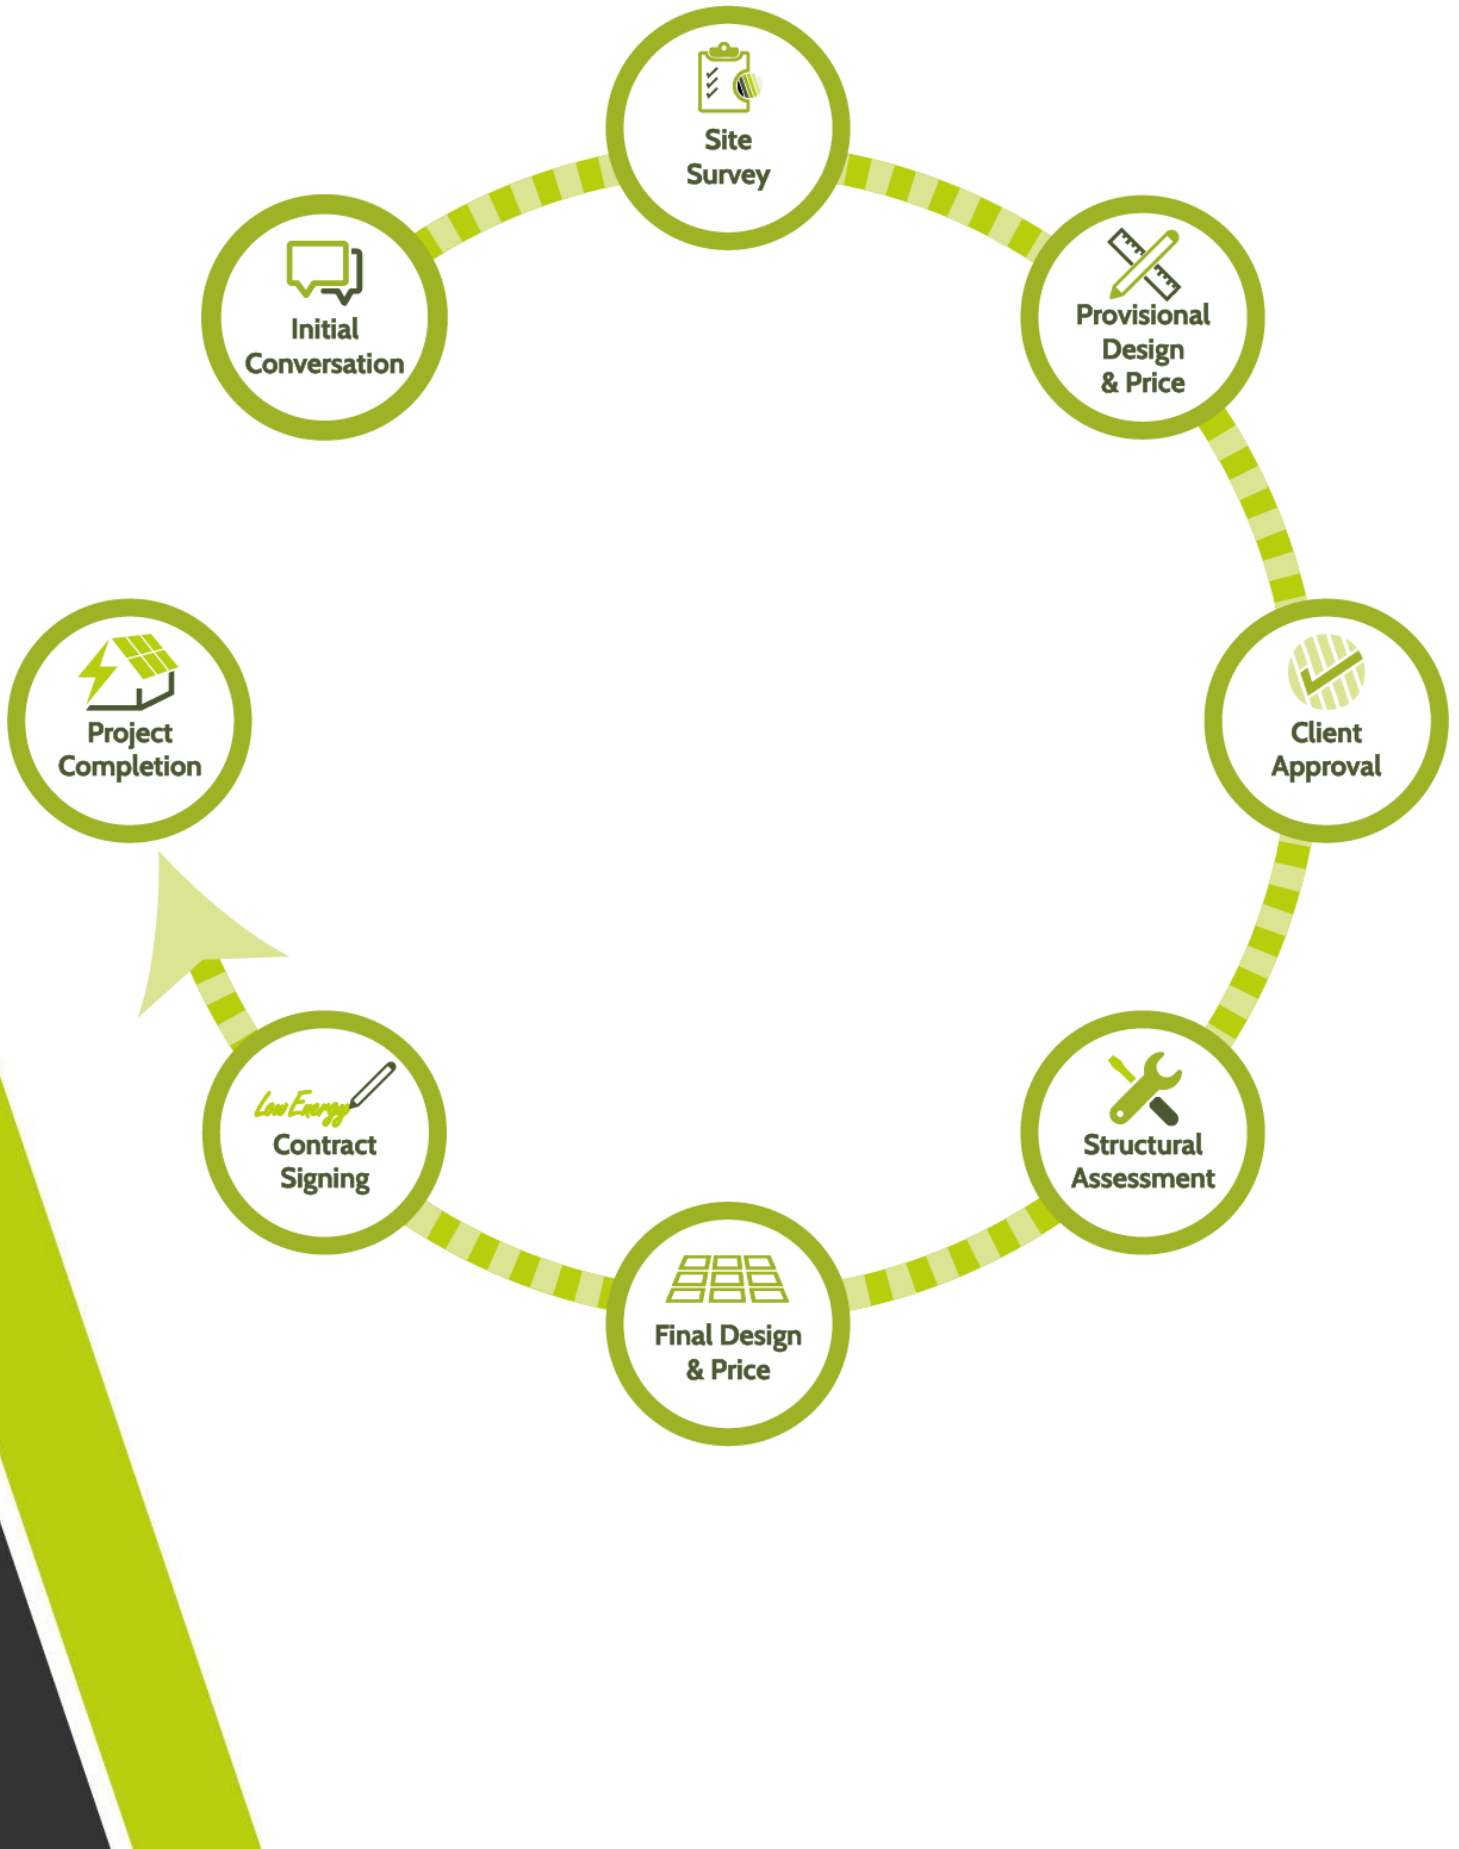 Site
Survey
Initial
Conversation
Provisional
Design
& Price
Project
Completion
Client
Approval
Low Energy
Contract
Signing
Structural
Assessment
Final Design
& Price